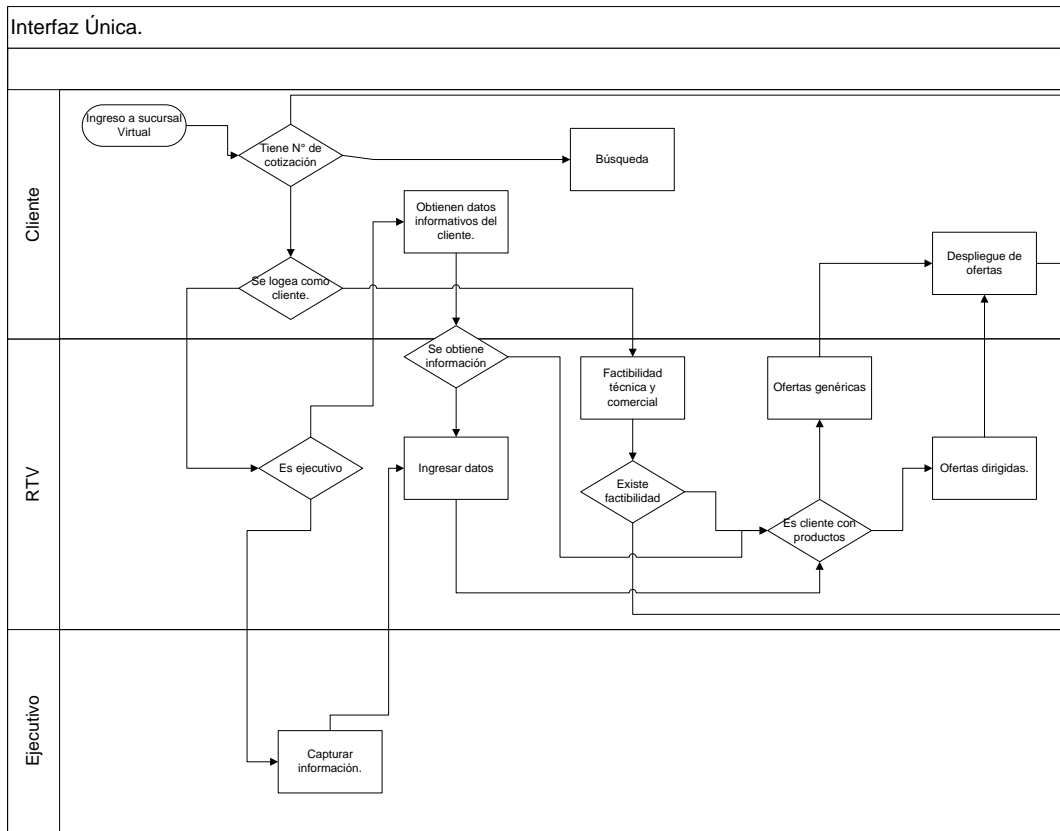 Interfaz Única.
Cliente
Ingreso a sucursal
Virtual
Tiene N° de
cotización
Búsqueda
Obtienen datos
informativos del
cliente.
Se logea como
cliente.
Despliegue de
ofertas
RTV
Se obtiene
información
Factibilidad
técnica y
comercial
Ofertas genéricas
Es ejecutivo
Ingresar datos
Existe
factibilidad
Ofertas dirigidas.
Es cliente con
productos
Ejecutivo
Capturar
información.